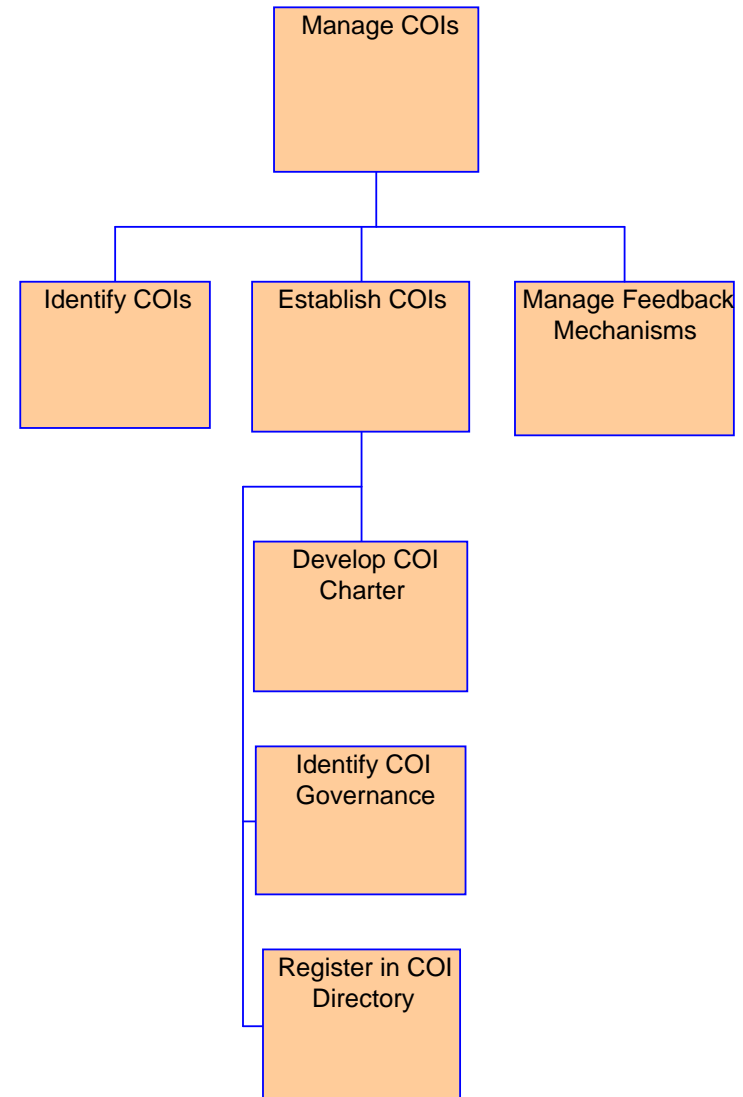 Manage COIs
Identify COIs
Establish COIs
Manage Feedback
Mechanisms
Develop COI
Charter
Identify COI
Governance
Register in COI
Directory